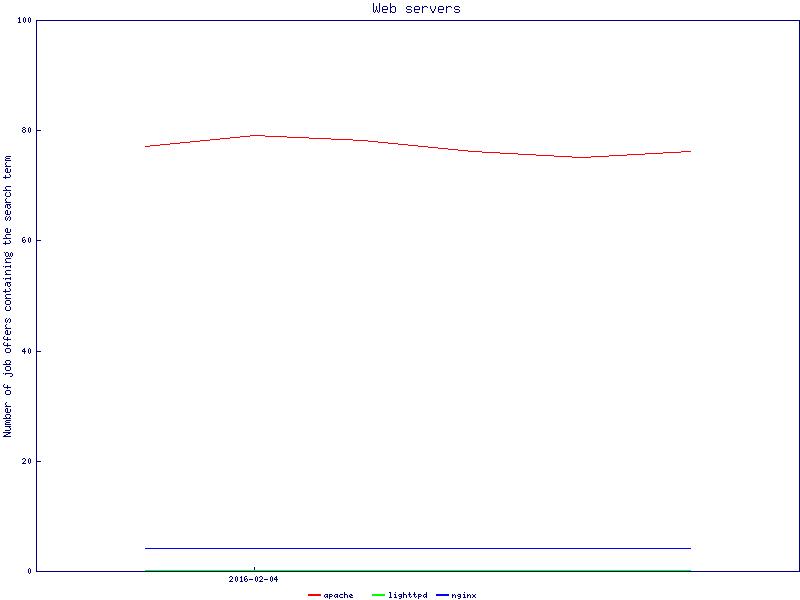 Web servers
100
80
60
40
20
0
Number of job offers containing the search term
2016-02-04
apache lighttpd nginx